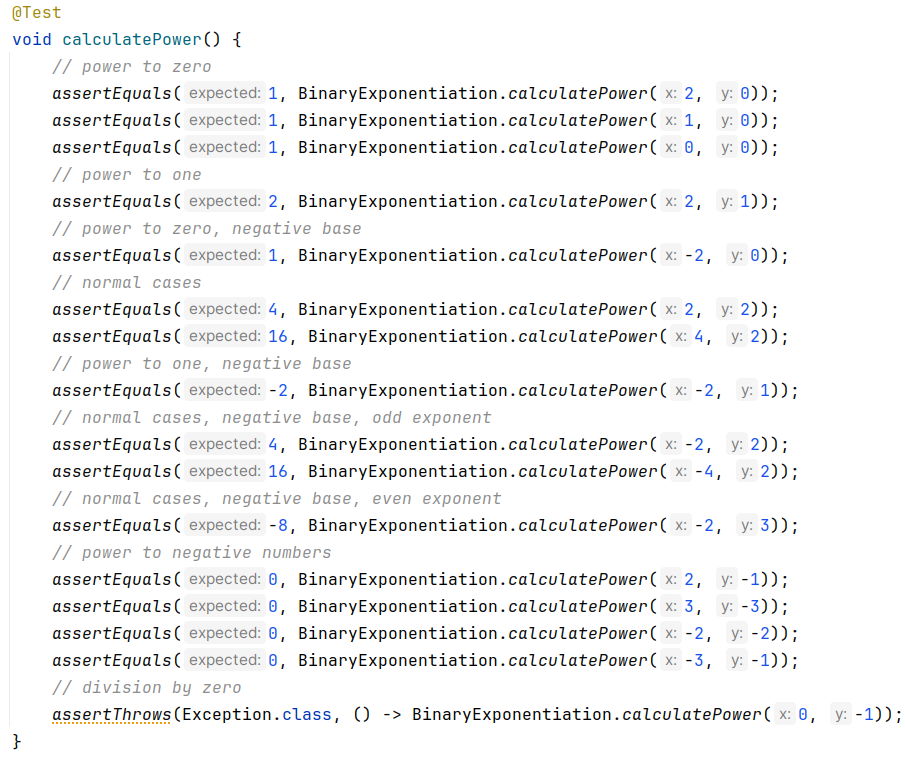 @Test
void calculatePower() {
    // power to zero
    assertEquals( expected: 1, BinaryExponentiation.calculatePower( x: 2, y: 0));
    assertEquals( expected: 1, BinaryExponentiation.calculatePower( x: 1, y: 0));
    assertEquals( expected: 1, BinaryExponentiation.calculatePower( x: 0, y: 0));
    // power to one
    assertEquals( expected: 2, BinaryExponentiation.calculatePower( x: 2, y: 1));
    // power to zero, negative base
    assertEquals( expected: 1, BinaryExponentiation.calculatePower( x: -2, y: 0));
    // normal cases
    assertEquals( expected: 4, BinaryExponentiation.calculatePower( x: 2, y: 2));
    assertEquals( expected: 16, BinaryExponentiation.calculatePower( x: 4, y: 2));
    // power to one, negative base
    assertEquals( expected: -2, BinaryExponentiation.calculatePower( x: -2, y: 1));
    // normal cases, negative base, odd exponent
    assertEquals( expected: 4, BinaryExponentiation.calculatePower( x: -2, y: 2));
    assertEquals( expected: 16, BinaryExponentiation.calculatePower( x: -4, y: 2));
    // normal cases, negative base, even exponent
    assertEquals( expected: -8, BinaryExponentiation.calculatePower( x: -2, y: 3));
    // power to negative numbers
    assertEquals( expected: 0, BinaryExponentiation.calculatePower( x: 2, y: -1));
    assertEquals( expected: 0, BinaryExponentiation.calculatePower( x: 3, y: -3));
    assertEquals( expected: 0, BinaryExponentiation.calculatePower( x: -2, y: -2));
    assertEquals( expected: 0, BinaryExponentiation.calculatePower( x: -3, y: -1));
    // division by zero
    assertThrows(Exception.class, () -> BinaryExponentiation.calculatePower( x: 0, y: -1));
}